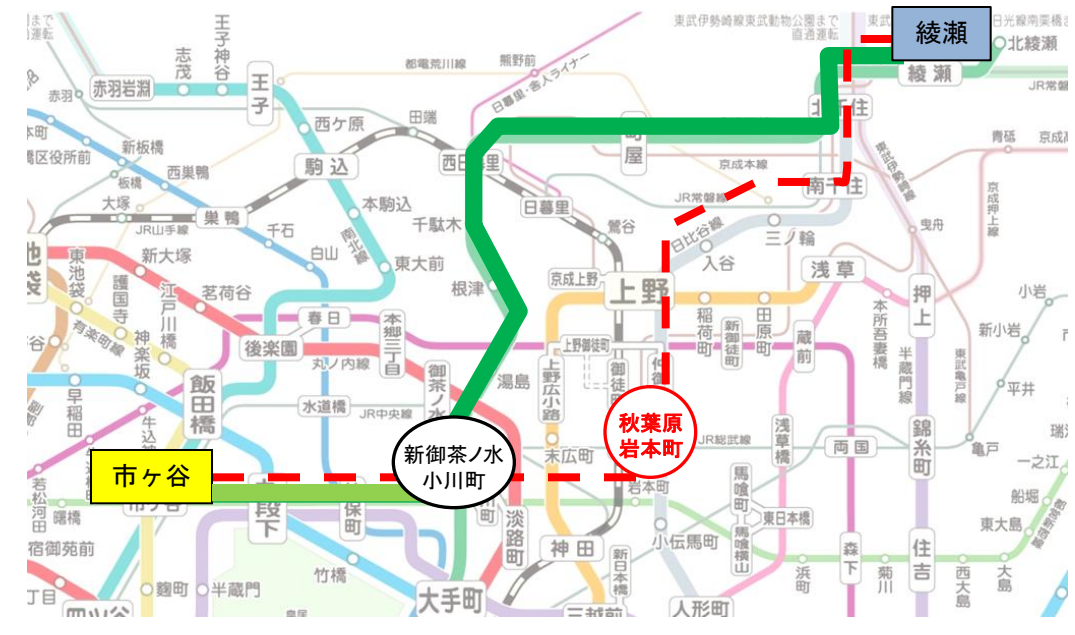 東武伊勢崎線東武動物公園まで
直通運転
綾瀬
北綾瀬
綾瀬
王子神谷
志茂
赤羽岩淵
赤羽
王子
都電荒川線
熊野前
日暮里・舎人ライナー
西ケ原
田端
新板橋
板橋
西巣鴨
駒込
西日暮里
町屋
京成本線
北千住
南千住
JR常磐線
東武伊勢崎線
青砥
京成押上線
大塚
JR山手線
巣鴨
千石
本駒込
南北線
千駄木
日暮里
鶯谷
日比谷線
三ノ輪
入谷
曳舟
白山
東大前
根津
京成上野
上野
浅草
稲荷町
田原町
新御徒町
蔵前
本所吾妻橋
押上
小岩
新小岩
平井
新大塚
東池袋
護国寺
江戸川橋
茗荷谷
有楽町線
神楽坂
春日
後楽園
本郷三丁目
丸ノ内線
上野御徒町
湯島
上野広小路
半蔵門線
東武亀戸線
飯田橋
水道橋
JR中央線
御茶ノ水
早稲田
秋葉原
岩本町
浅草橋
JR総武線
両国
錦糸町
亀戸
市ヶ谷
新御茶ノ水
小川町
末広町
岩本町
馬喰町
馬喰横山
東日本橋
一之江
船堀
東大島
若松河田
曙橋
淡路町
神田
新日本橋
小伝馬町
浜町
森下
菊川
住吉
西大島
大島
麹町
半蔵門
竹橋
大手町
三越前
人形町
四ツ谷